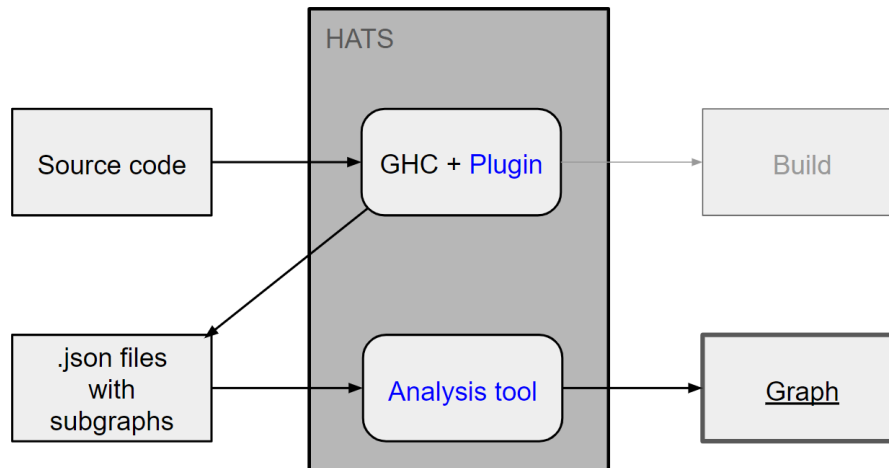 HATS
Source code
GHC + Plugin
Build
.json files
with
subgraphs
Analysis tool
Graph